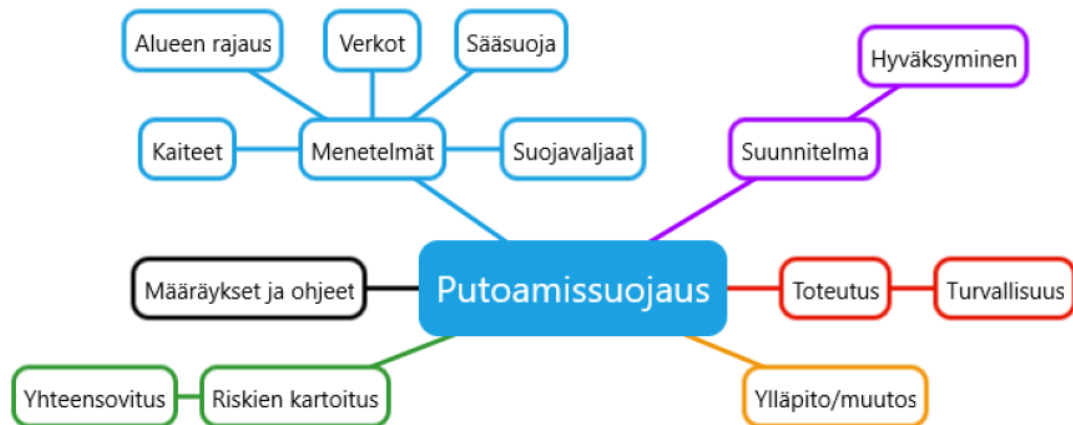 Alueen rajaus
Verkot
Sääsuoja
Hyväksyminen
Kaiteet
Menetelmät
Suojavaljaat
Suunnitelma
Määräykset ja ohjeet
Putoamissuojaus
Toteutus
Turvallisuus
Yhteensovitus
Riskien kartoitus
Ylläpito/muutos